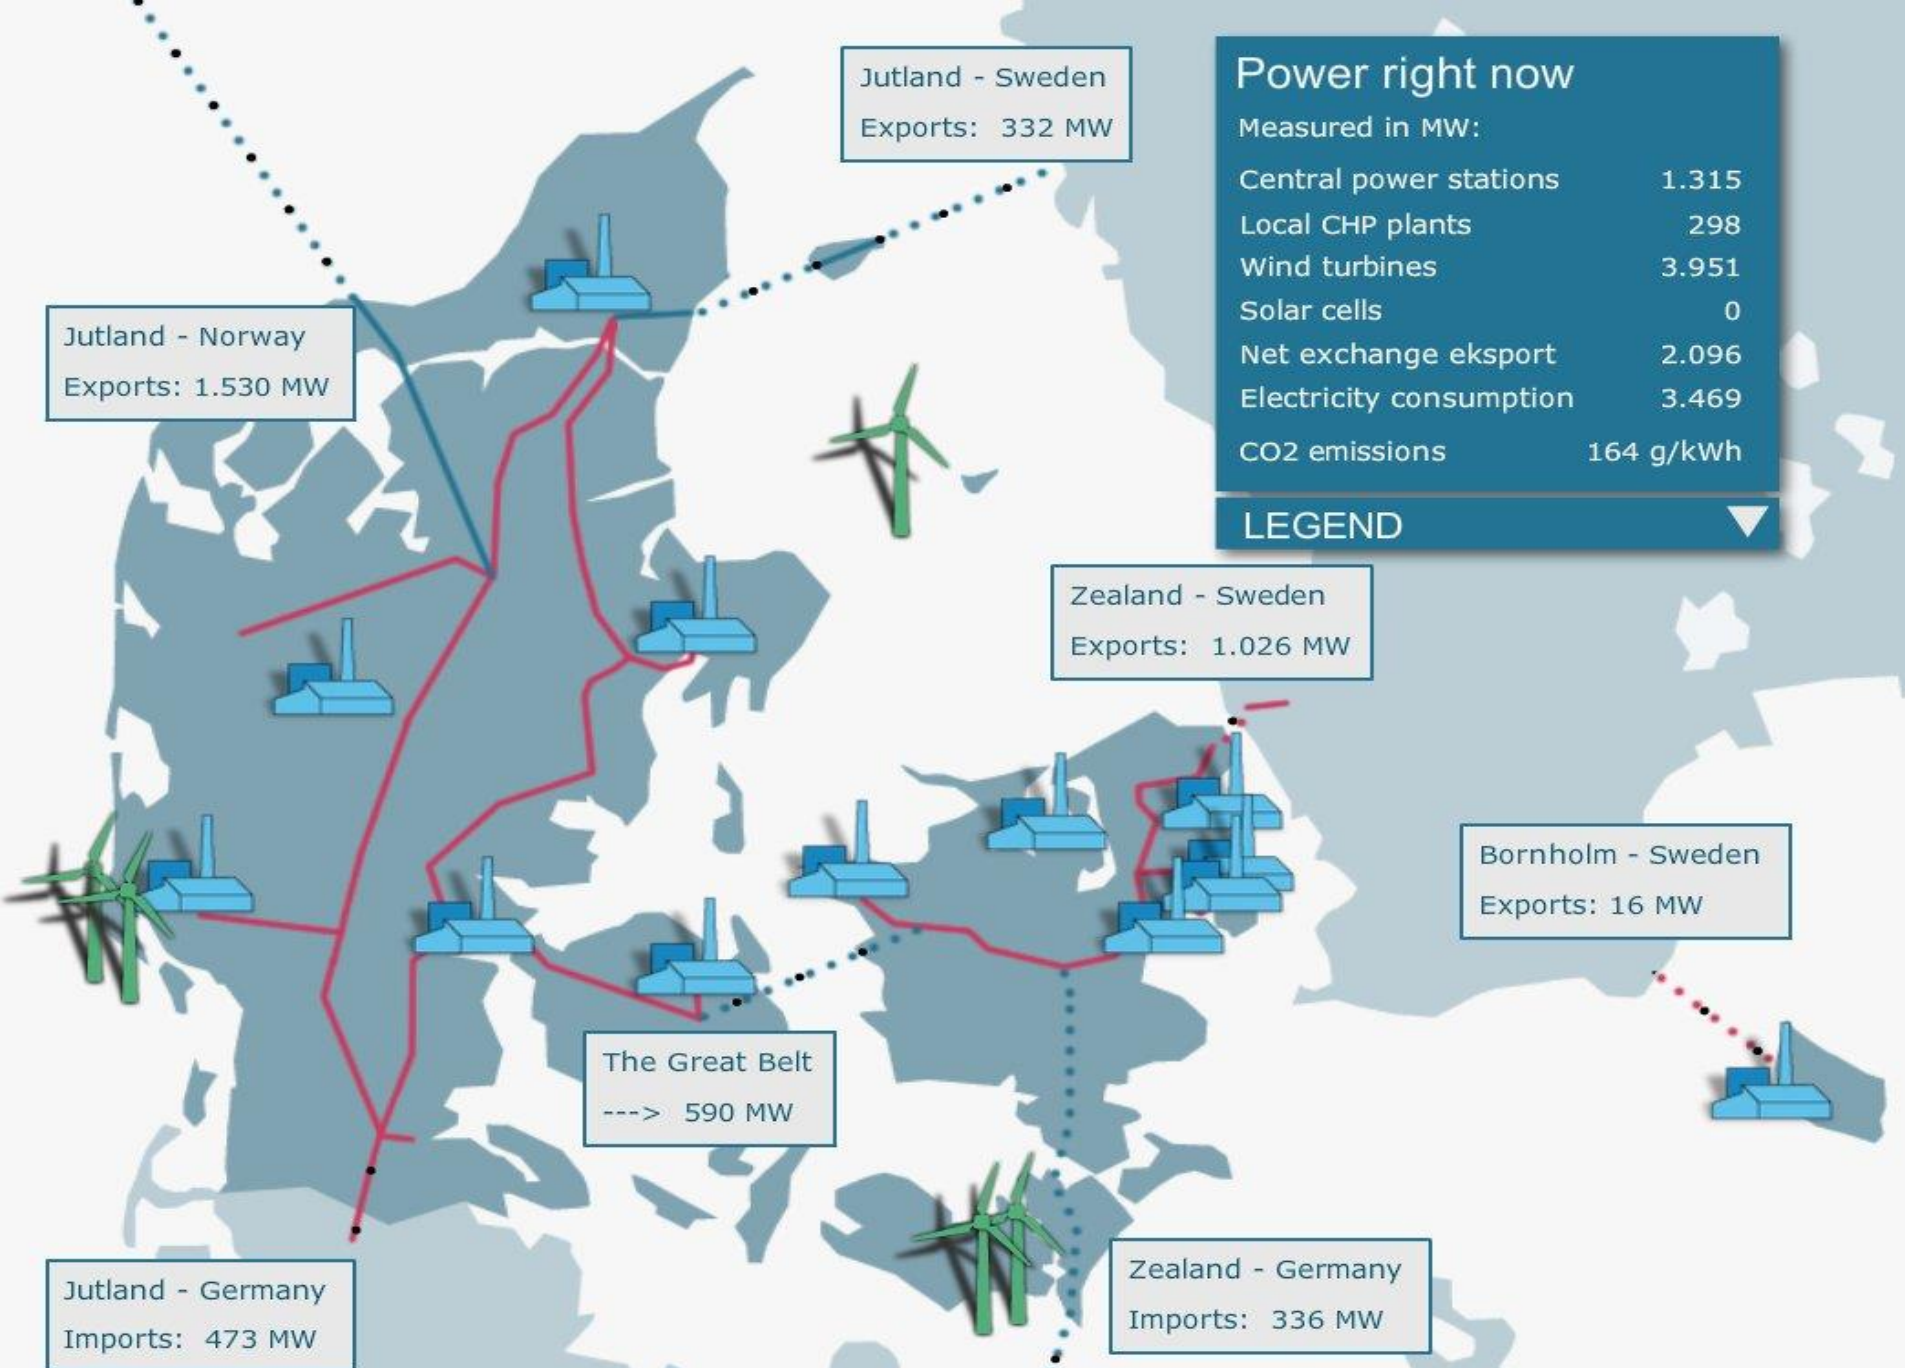 Jutland - Sweden
Exports: 332 MW
Power right now
Measured in MW:
Central power stations 1.315
Local CHP plants 298
Wind turbines 3.951
Solar cells 0
Net exchange eksport 2.096
Electricity consumption 3.469
CO2 emissions 164 g/kWh
LEGEND
Jutland - Norway
Exports: 1.530 MW
Zealand - Sweden
Exports: 1.026 MW
Bornholm - Sweden
Exports: 16 MW
The Great Belt
---> 590 MW
Jutland - Germany
Imports: 473 MW
Zealand - Germany
Imports: 336 MW